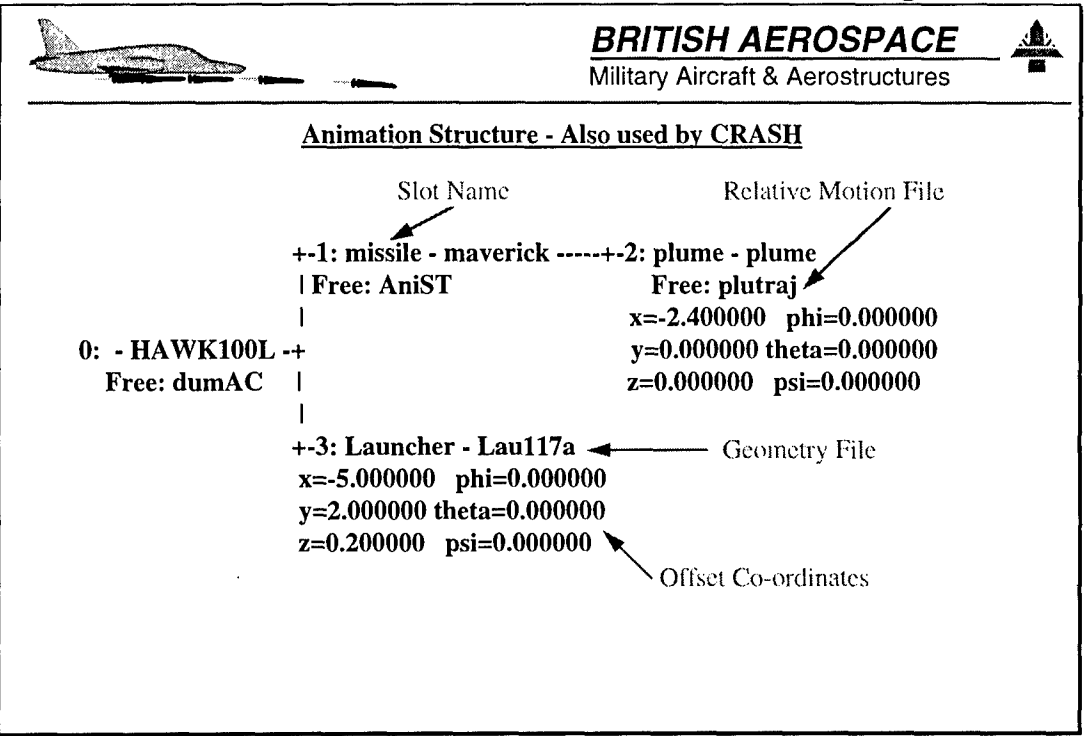 BRITISH AEROSPACE
Military Aircraft & Aerostructures
Animation Structure - Also used by CRASH
Slot Name Relative Motion File
+-1: missile - maverick -----+-2: plume - plume
| Free: AniST Free: plutraj
| x=-2.400000 phi=0.000000
0: - HAWK100L -+ y=0.000000 theta=0.000000
Free: dumAC | z=0.000000 psi=0.000000
|
+-3: Launcher - Lau117a Geometry File
x=-5.000000 phi=0.000000
y=2.000000 theta=0.000000
z=0.200000 psi=0.000000
Offset Co-ordinates